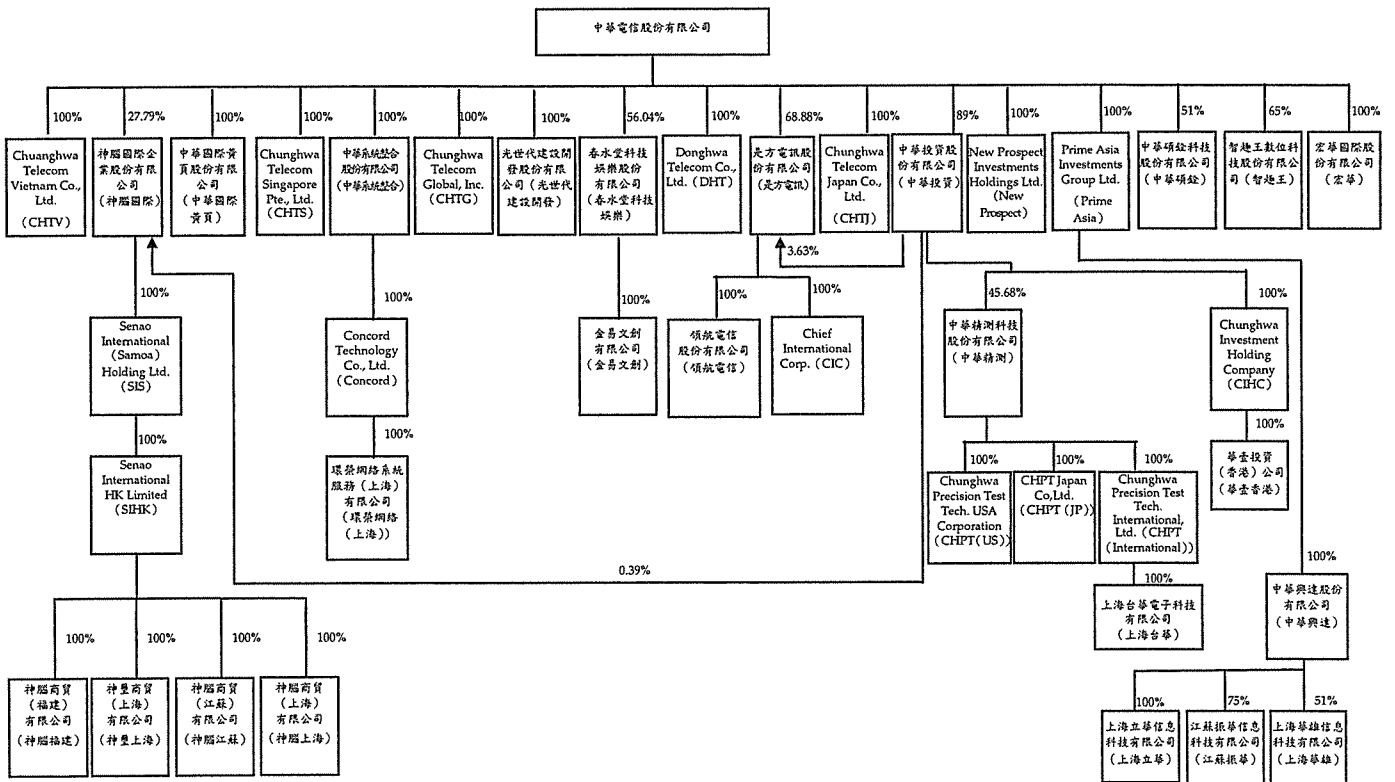 中華電信股份有限公司
100%
27.79%
100%
100%
100%
100%
100%
56.04%
100%
68.88%
100%
89%
100%
100%
51%
65%
100%
Chuanghwa
Telecom
Vietnam Co.,
Ltd.
(CHTV)
神腦國際企
業股份有限
公司
(神腦國際)
中華國際黃
頁股份有限
公司
(中華國際
黃頁)
Chunghwa
Telecom
Singapore
Pte., Ltd.
(CHTS)
中華系統整合
股份有限公司
(中華系統整合)
Chunghwa
Telecom
Global, Inc.
(CHTG)
光世代建設開
發股份有限
公司(光世代
建設開發)
春水堂科技
娛樂股份
有限公司
(春水堂科技
娛樂)
Donghwa
Telecom Co.,
Ltd. (DHT)
是方電訊股
份有限公司
(是方電訊)
Chunghwa
Telecom
Japan Co.,
Ltd.
(CHTJ)
中華投資股
份有限公司
(中華投資)
New Prospect
Investments
Holdings Ltd.
(New
Prospect)
Prime Asia
Investments
Group Ltd.
(Prime
Asia)
中華碩銓科技
股份有限公司
(中華碩銓)
智趣王數位科
技股份有限公
司(智趣王)
宏華國際股
份有限公司
(宏華)
3.63%
100%
100%
100%
100%
100%
45.68%
100%
Senao
International
(Samoa)
Holding Ltd.
(SIS)
Concord
Technology
Co., Ltd.
(Concord)
金易文創
有限公司
(金易文創)
領航電信
股份有限公司
(領航電信)
Chief
International
Corp. (CIC)
中華精測科技
股份有限公司
(中華精測)
Chunghwa
Investment
Holding
Company
(CIHC)
100%
100%
100%
Senao
International
HK Limited
(SIHK)
環榮網絡系統
服務(上海)
有限公司
(環榮網絡
(上海))
100%
100%
100%
Chunghwa
Precision Test
Tech. USA
Corporation
(CHPT(US))
CHPT Japan
Co,Ltd.
(CHPT (JP))
Chunghwa
Precision Test
Tech.
International,
Ltd. (CHPT
(International))
華壹投資
(香港)公司
(華壹香港)
0.39%
100%
100%
上海台華電子科技
有限公司
(上海台華)
中華興達股份
有限公司
(中華興達)
100%
100%
100%
100%
神腦商貿
(福建)
有限公司
(神腦福建)
神璽商貿
(上海)
有限公司
(神璽上海)
神腦商貿
(江蘇)
有限公司
(神腦江蘇)
神腦商貿
(上海)
有限公司
(神腦上海)
100%
75%
51%
上海立華信息
科技有限公司
(上海立華)
江蘇振華信息
科技有限公司
(江蘇振華)
上海華雄信息
科技有限公司
(上海華雄)